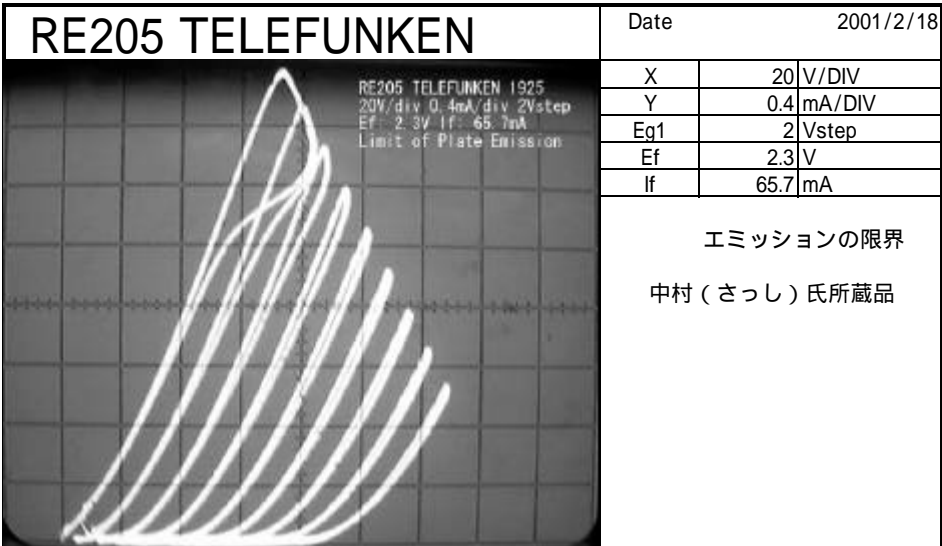 RE205 TELEFUNKEN
Date 2001/2/18
RE205 TELEFUNKEN 1925
20V/div 0.4mA/div 2Vstep
Ef: 2.3V If: 65.7mA
Limit of Plate Emission
X 20 V/DIV
Y 0.4 mA/DIV
Eg1 2 Vstep
Ef 2.3 V
If 65.7 mA
エミッションの限界
中村(さっし)氏所蔵品